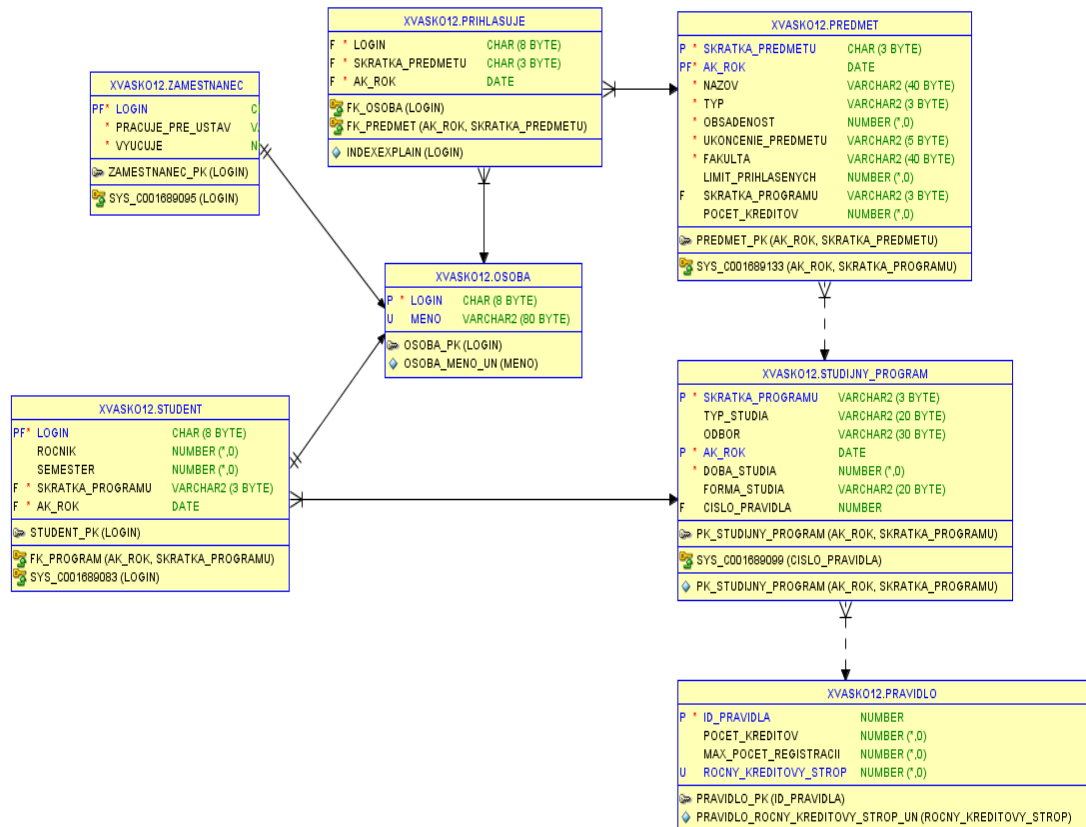 XVASKO12.PRIHLASUJE
F * LOGIN CHAR (8 BYTE)
F * SKRATKA_PREDMETU CHAR (3 BYTE)
F * AK_ROK DATE
FK_OSOBA (LOGIN)
FK_PREDMET (AK_ROK, SKRATKA_PREDMETU)
INDEXEXPLAIN (LOGIN)
XVASKO12.PREDMET
P * SKRATKA_PREDMETU CHAR (3 BYTE)
PF* AK_ROK DATE
* NAZOV VARCHAR2 (40 BYTE)
* TYP VARCHAR2 (3 BYTE)
* OBSADENOST NUMBER (*,0)
* UKONCENIE_PREDMETU VARCHAR2 (5 BYTE)
* FAKULTA VARCHAR2 (40 BYTE)
LIMIT_PRIHLASENYCH NUMBER (*,0)
F SKRATKA_PROGRAMU VARCHAR2 (3 BYTE)
POCET_KREDITOV NUMBER (*,0)
PREDMET_PK (AK_ROK, SKRATKA_PREDMETU)
SYS_C001689133 (AK_ROK, SKRATKA_PROGRAMU)
XVASKO12.ZAMESTNANEC
PF* LOGIN C
* PRACUJE_PRE_USTAV V
* VYUCUJE N
ZAMESTNANEC_PK (LOGIN)
SYS_C001689095 (LOGIN)
XVASKO12.OSOBA
P * LOGIN CHAR (8 BYTE)
U MENO VARCHAR2 (80 BYTE)
OSOBA_PK (LOGIN)
OSOBA_MENO_UN (MENO)
XVASKO12.STUDENT
PF* LOGIN CHAR (8 BYTE)
ROCNIK NUMBER (*,0)
SEMESTER NUMBER (*,0)
F * SKRATKA_PROGRAMU VARCHAR2 (3 BYTE)
F * AK_ROK DATE
STUDENT_PK (LOGIN)
FK_PROGRAM (AK_ROK, SKRATKA_PROGRAMU)
SYS_C001689083 (LOGIN)
XVASKO12.STUDIJNY_PROGRAM
P * SKRATKA_PROGRAMU VARCHAR2 (3 BYTE)
TYP_STUDIA VARCHAR2 (20 BYTE)
ODBOR VARCHAR2 (30 BYTE)
P * AK_ROK DATE
* DOBA_STUDIA NUMBER (*,0)
FORMA_STUDIA VARCHAR2 (20 BYTE)
F CISLO_PRAVIDLA NUMBER
PK_STUDIJNY_PROGRAM (AK_ROK, SKRATKA_PROGRAMU)
SYS_C001689099 (CISLO_PRAVIDLA)
PK_STUDIJNY_PROGRAM (AK_ROK, SKRATKA_PROGRAMU)
XVASKO12.PRAVIDLO
P * ID_PRAVIDLA NUMBER
POCET_KREDITOV NUMBER (*,0)
MAX_POCET_REGISTRACII NUMBER (*,0)
U ROCNY_KREDITOVY_STROP NUMBER (*,0)
PRAVIDLO_PK (ID_PRAVIDLA)
PRAVIDLO_ROCNY_KREDITOVY_STROP_UN (ROCNY_KREDITOVY_STROP)